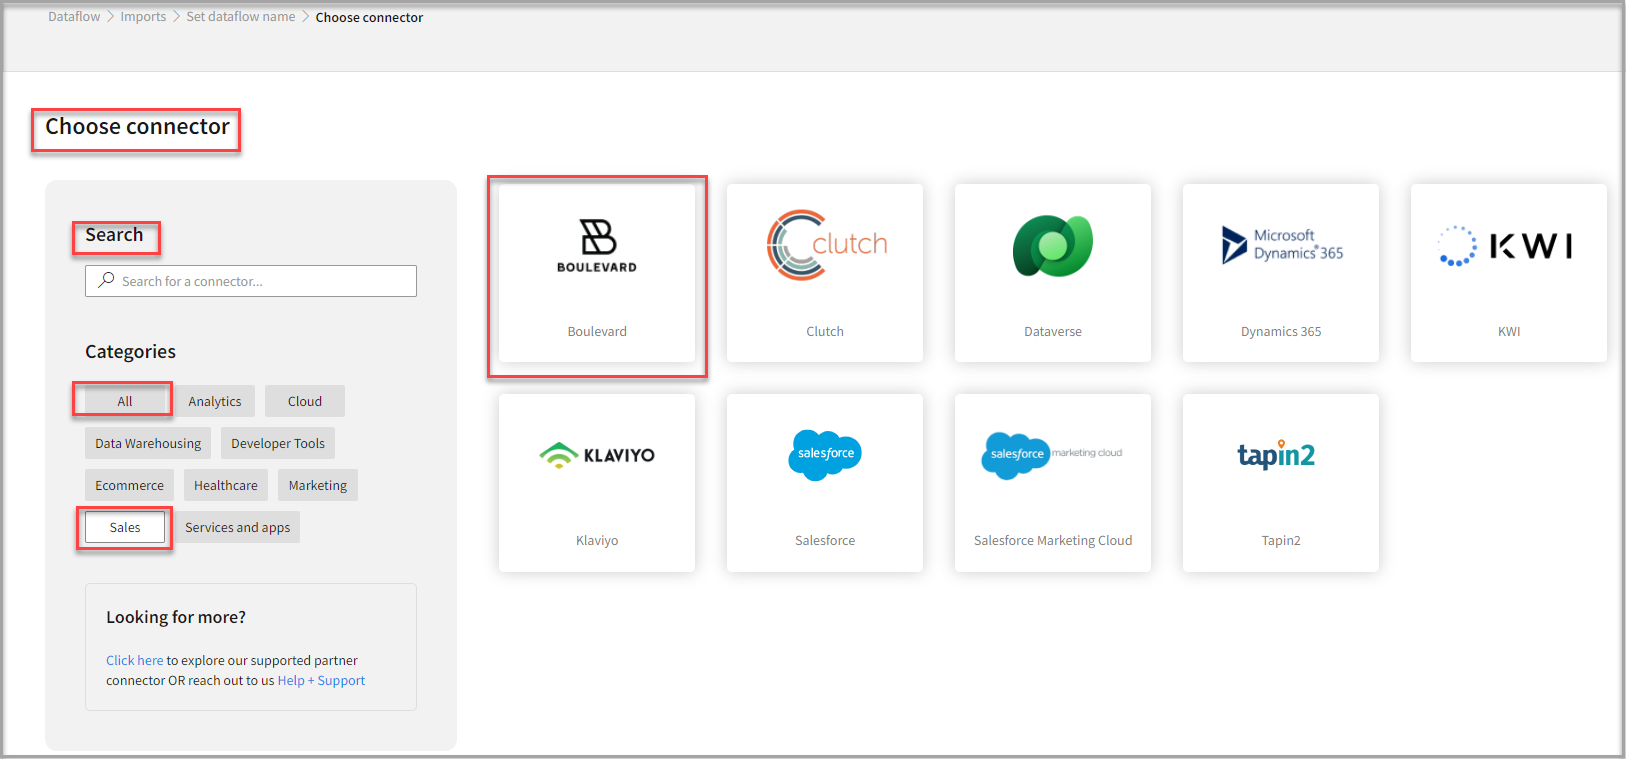 Dataflow > Imports > Set dataflow name > Choose connector
Choose connector
Search
Search for a connector...
Categories
All
Analytics
Cloud
Data Warehousing
Developer Tools
Ecommerce
Healthcare
Marketing
Sales
Services and apps
Looking for more?
Click here to explore our supported partner
connector OR reach out to us Help + Support
BOULEVARD
Boulevard
clutch
Clutch
Dataverse
Microsoft
Dynamics 365
Dynamics 365
KWI
KWI
KLAVIYO
Klaviyo
salesforce
Salesforce
salesforce marketing cloud
Salesforce Marketing Cloud
tapin2
Tapin2